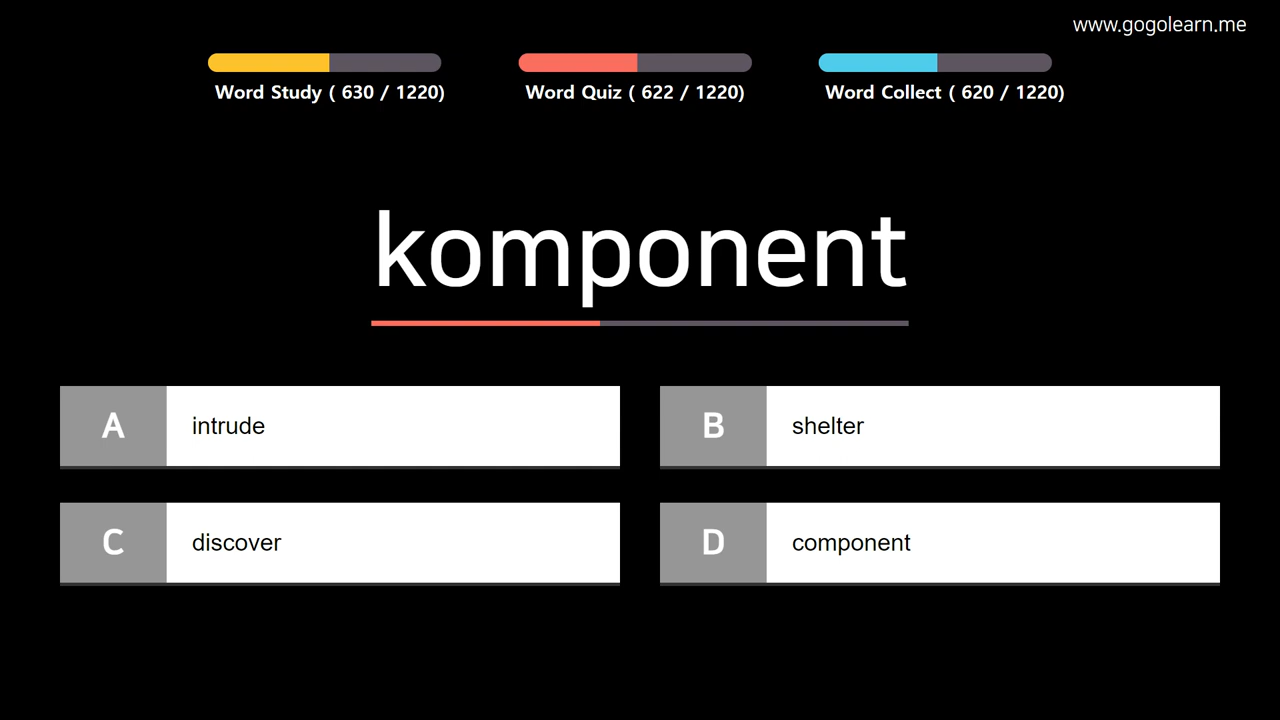 www.gogolearn.me
Word Study ( 630 / 1220)
Word Quiz ( 622 / 1220)
Word Collect ( 620 / 1220)
komponent
A intrude
B shelter
C discover
D component